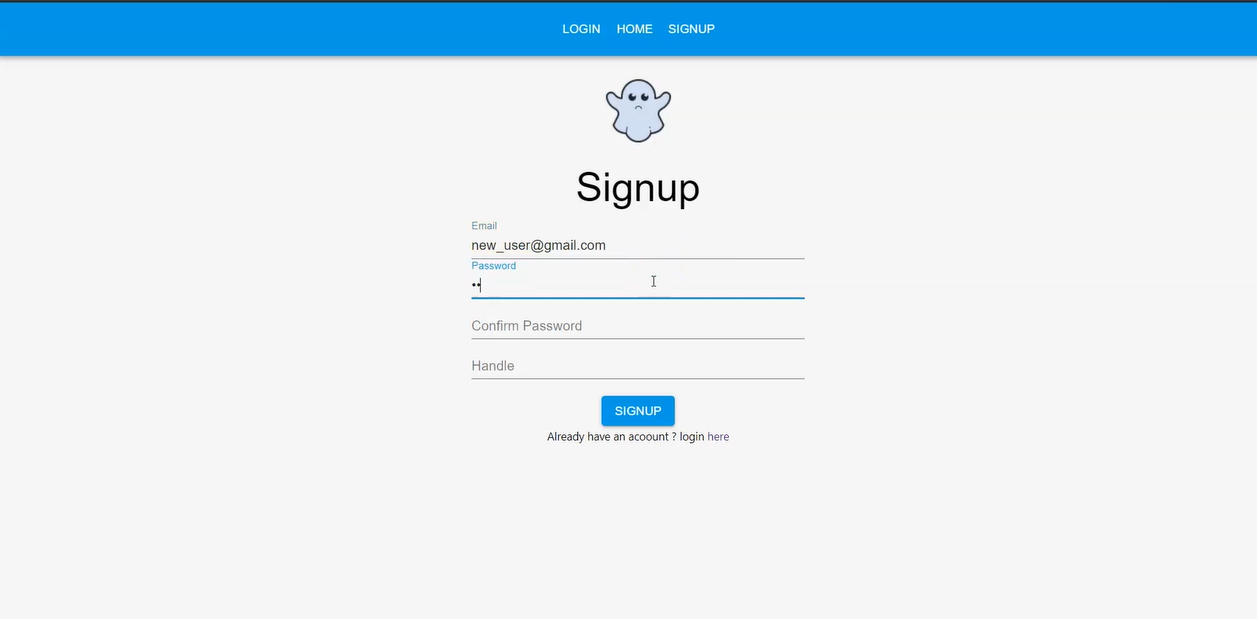 LOGIN HOME SIGNUP
Signup
Email
new_user@gmail.com
Password
••
Confirm Password
Handle
SIGNUP
Already have an acoount ? login here